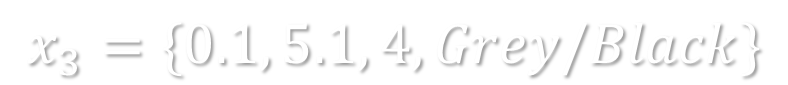 x₃ = {0.1, 5.1, 4, Grey/Black}